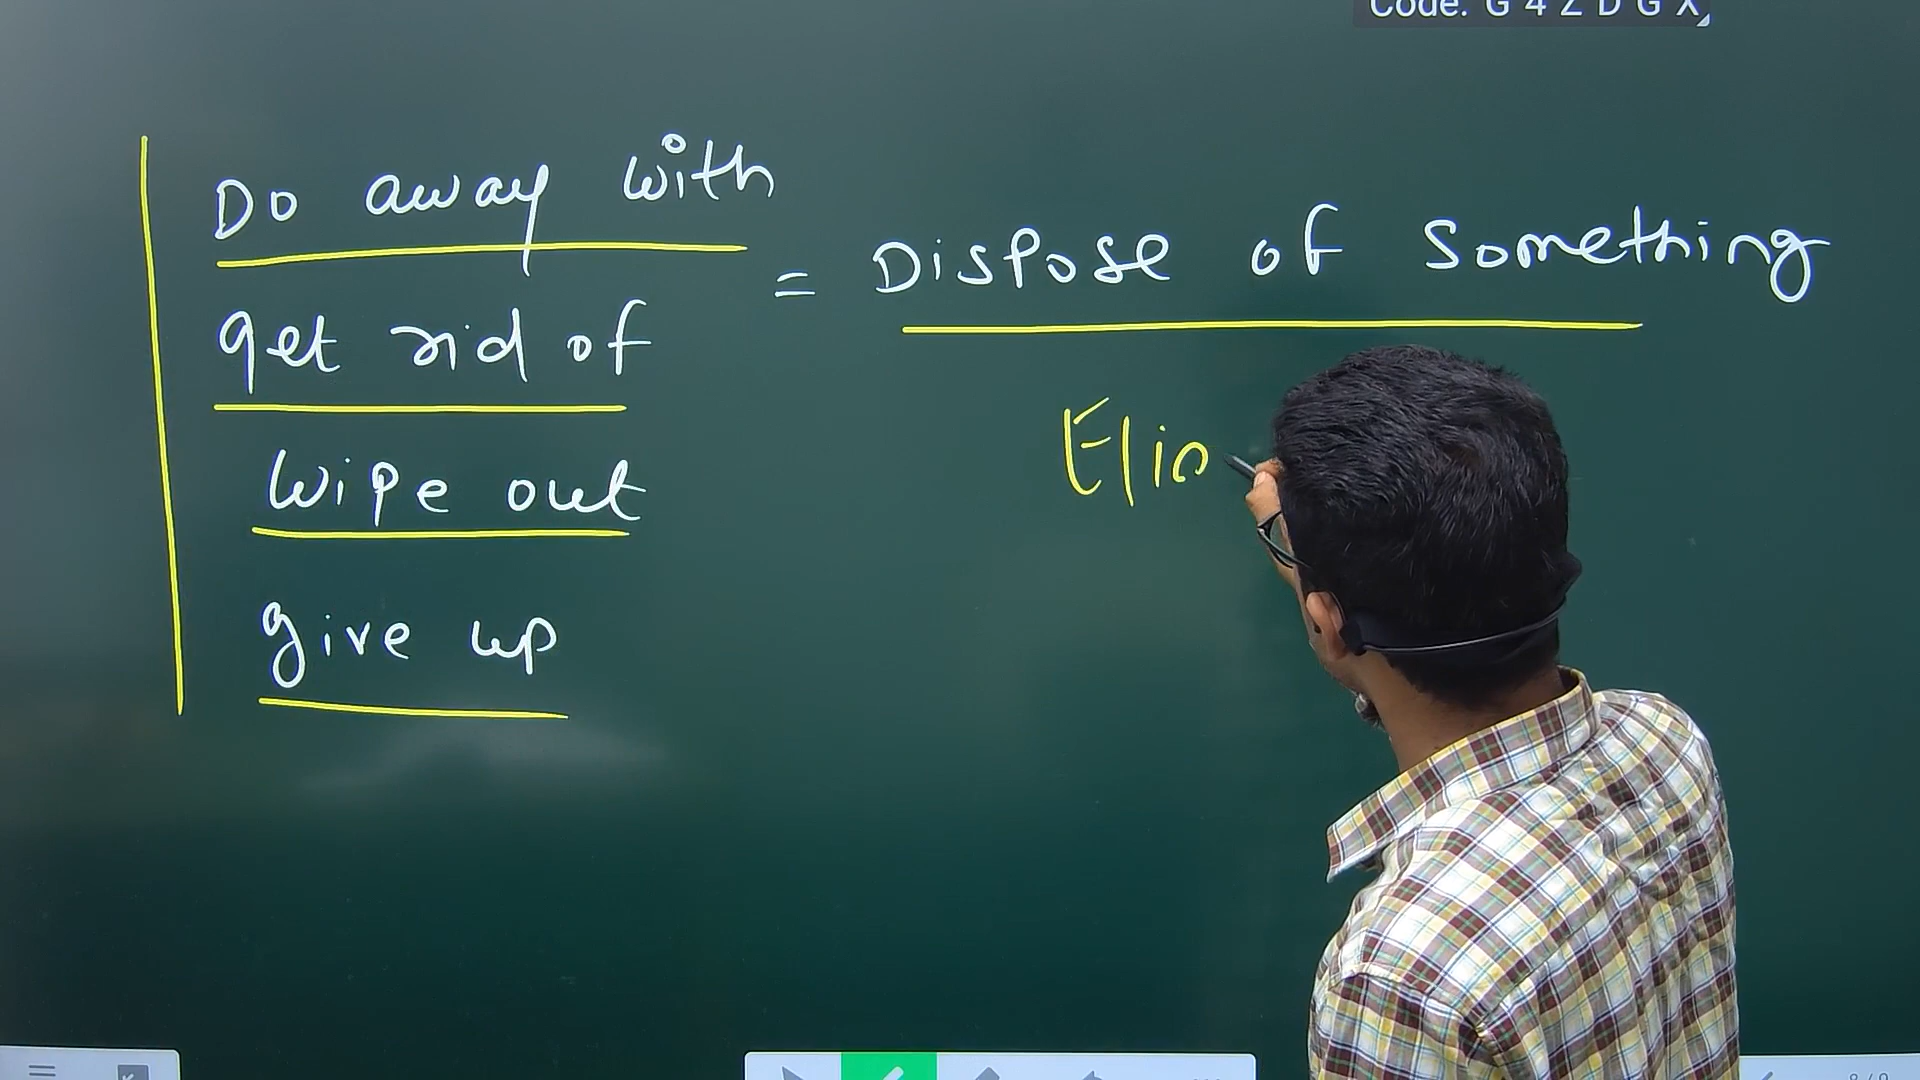 Code: G 4 Z D G X
Do away with
= Dispose of something
get rid of
Elin
wipe out
give up